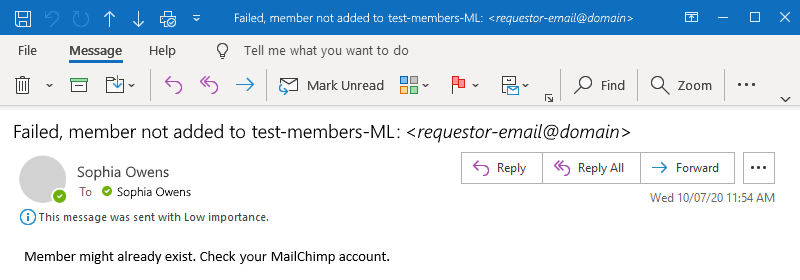 Failed, member not added to test-members-ML: <requestor-email@domain>
File Message Help Tell me what you want to do
Mark Unread Find Zoom
Failed, member not added to test-members-ML: <requestor-email@domain>
Sophia Owens
To Sophia Owens
Reply Reply All Forward
Wed 10/07/20 11:54 AM
This message was sent with Low importance.
Member might already exist. Check your MailChimp account.